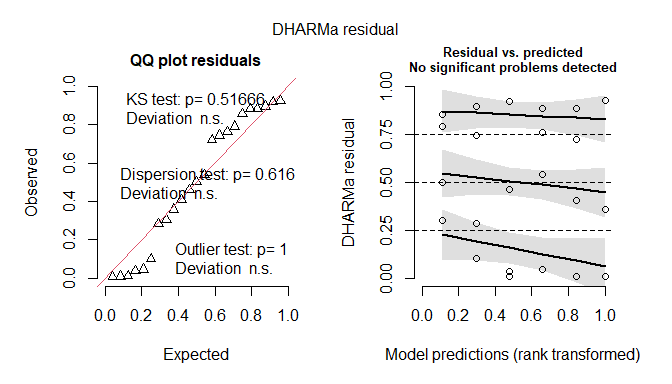 DHARMa residual
QQ plot residuals
KS test: p= 0.51666
Deviation n.s.
Dispersion test: p= 0.616
Deviation n.s.
Outlier test: p= 1
Deviation n.s.
Observed
0.0 0.2 0.4 0.6 0.8 1.0
0.0 0.2 0.4 0.6 0.8 1.0
Expected
Residual vs. predicted
No significant problems detected
DHARMa residual
0.00 0.25 0.50 0.75 1.00
0.0 0.2 0.4 0.6 0.8 1.0
Model predictions (rank transformed)